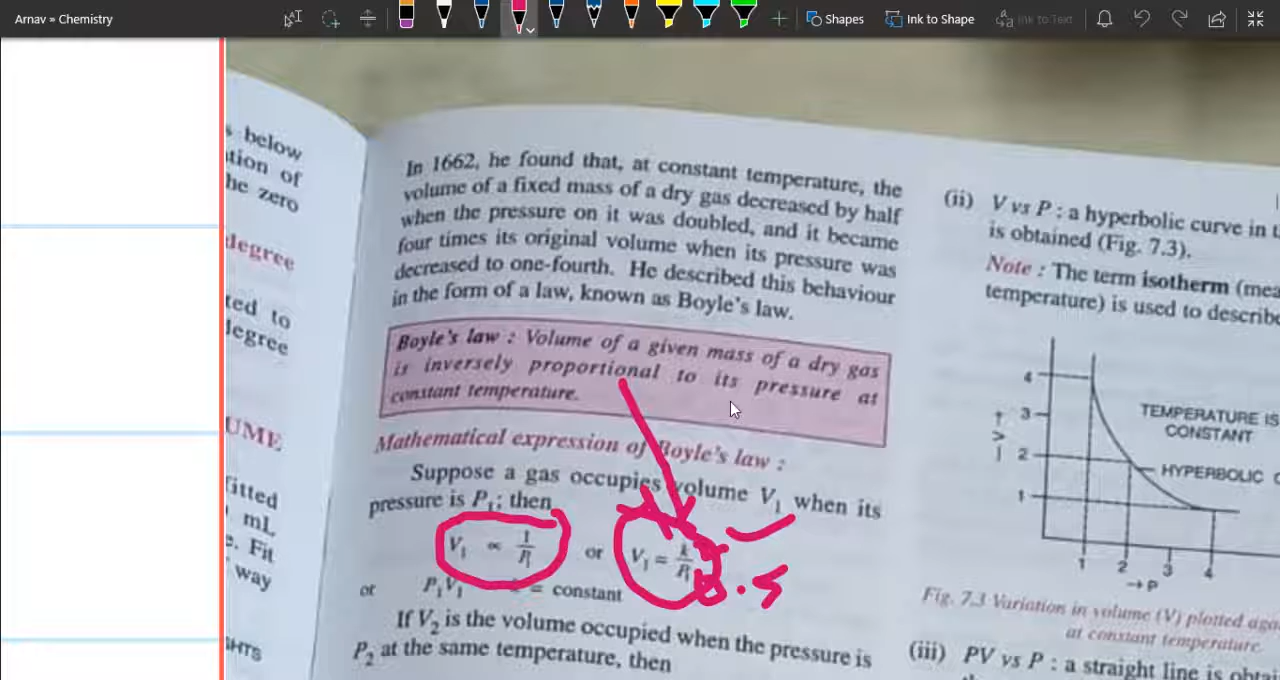 Arnav » Chemistry
Shapes
Ink to Shape
Ink to Text
s below
tion of
he zero
degree
ted to
degree
UME
fitted
mL
e. Fit
way
GHTS
In 1662, he found that, at constant temperature, the
volume of a fixed mass of a dry gas decreased by half
when the pressure on it was doubled, and it became
four times its original volume when its pressure was
decreased to one-fourth. He described this behaviour
in the form of a law, known as Boyle's law.
Boyle's law : Volume of a given mass of a dry gas
is inversely proportional to its pressure at
constant temperature.
Mathematical expression of Boyle's law :
Suppose a gas occupies volume V₁ when its
pressure is P₁; then
V₁ ∝ 1/P₁ or V₁ = k/P₁
or P₁V₁ = constant
If V₂ is the volume occupied when the pressure is
P₂ at the same temperature, then
(ii) V vs P : a hyperbolic curve in
is obtained (Fig. 7.3).
Note : The term isotherm (mea
temperature) is used to describe
4
3
2
1
V
TEMPERATURE IS
CONSTANT
HYPERBOLIC
1 2 3 4
→P
Fig. 7.3 Variation in volume (V) plotted aga
at constant temperature.
(iii) PV vs P : a straight line is obtai